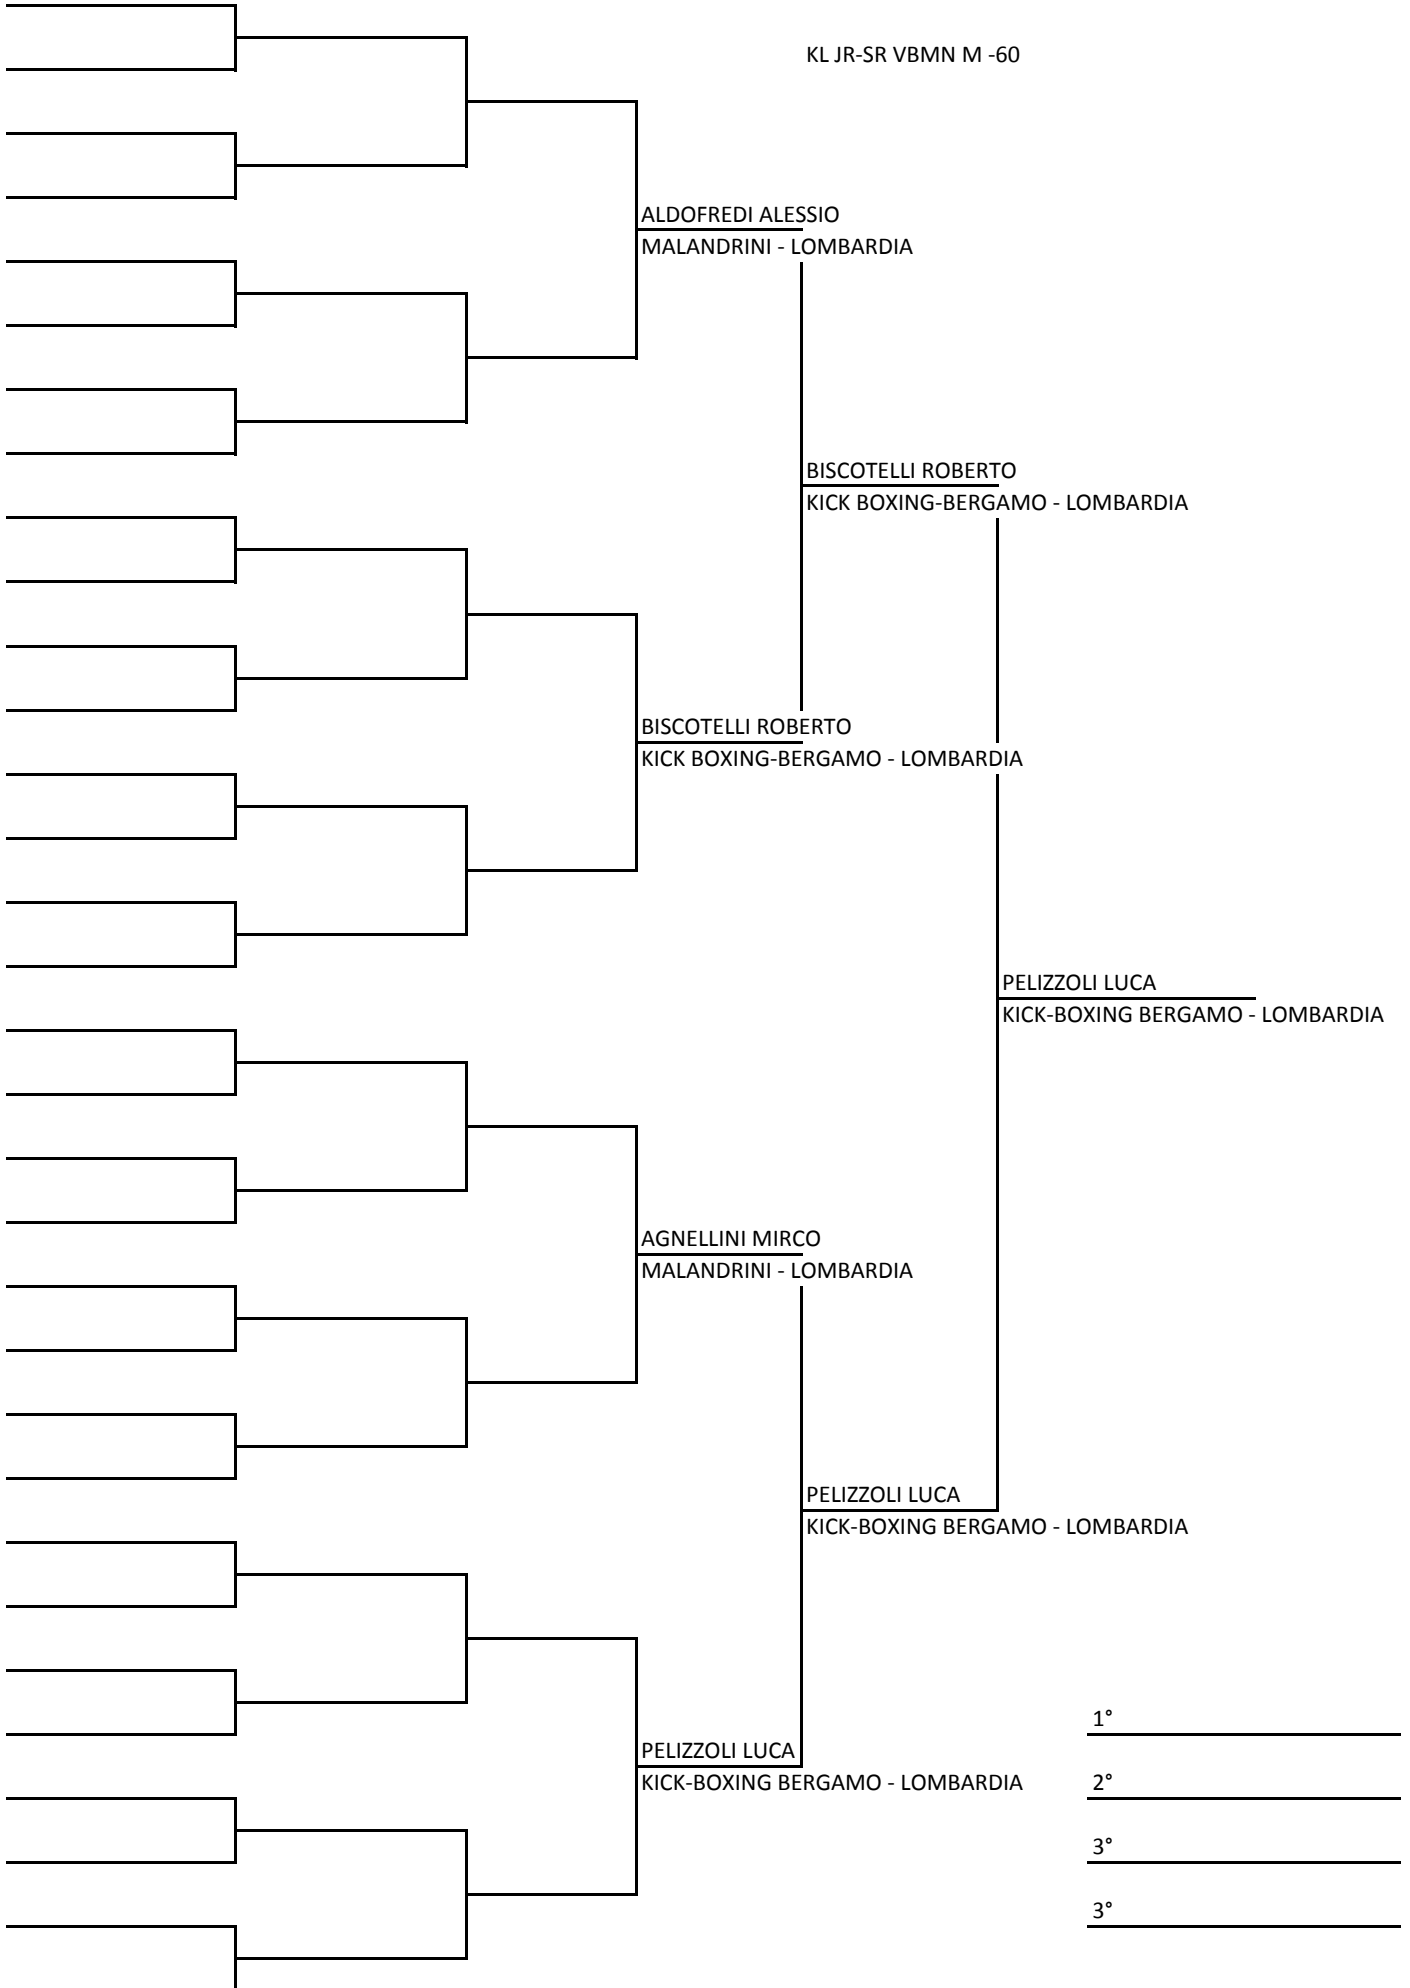 KL JR-SR VBMN M -60
ALDOFREDI ALESSIO
MALANDRINI - LOMBARDIA
BISCOTELLI ROBERTO
KICK BOXING-BERGAMO - LOMBARDIA
BISCOTELLI ROBERTO
KICK BOXING-BERGAMO - LOMBARDIA
PELIZZOLI LUCA
KICK-BOXING BERGAMO - LOMBARDIA
AGNELLINI MIRCO
MALANDRINI - LOMBARDIA
PELIZZOLI LUCA
KICK-BOXING BERGAMO - LOMBARDIA
1°
PELIZZOLI LUCA
KICK-BOXING BERGAMO - LOMBARDIA
2°
3°
3°